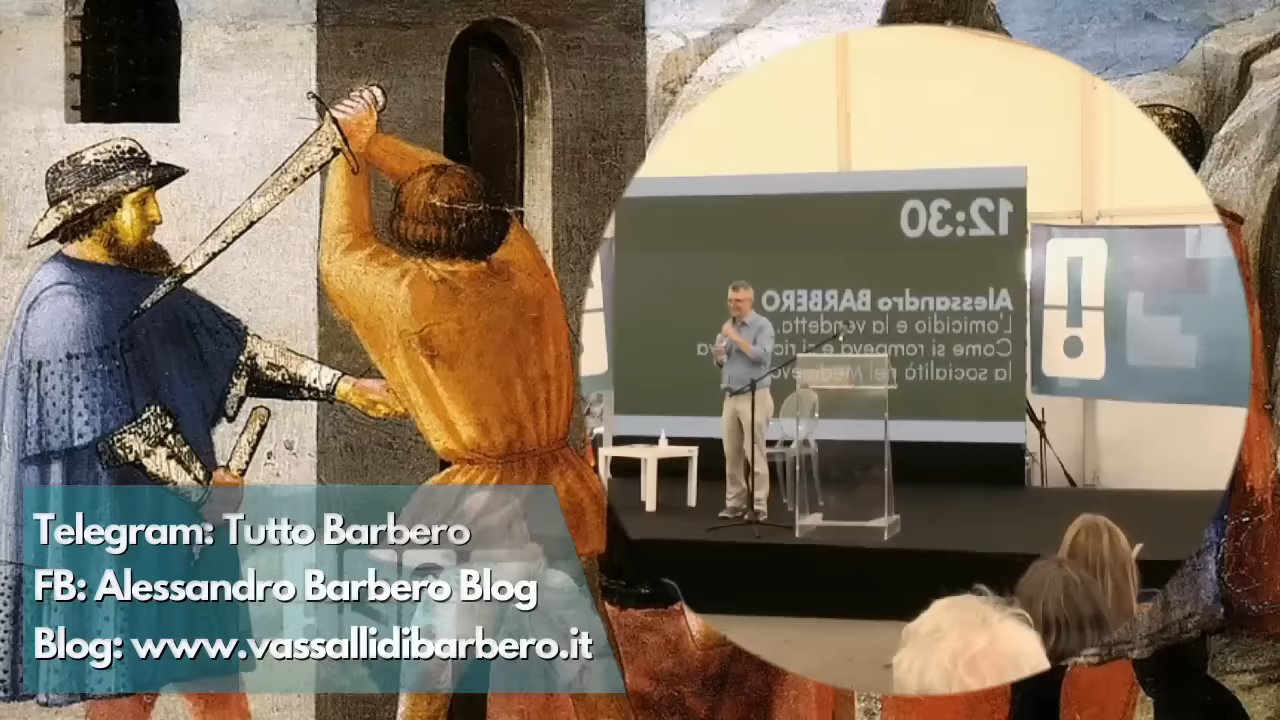 12:30
Alessandro BARBERO
L'omicidio e la vendetta.
Come si rompeva e si
la socialità nel Medioevo
!
Telegram: Tutto Barbero
FB: Alessandro Barbero Blog
Blog: www.vassallidibarbero.it